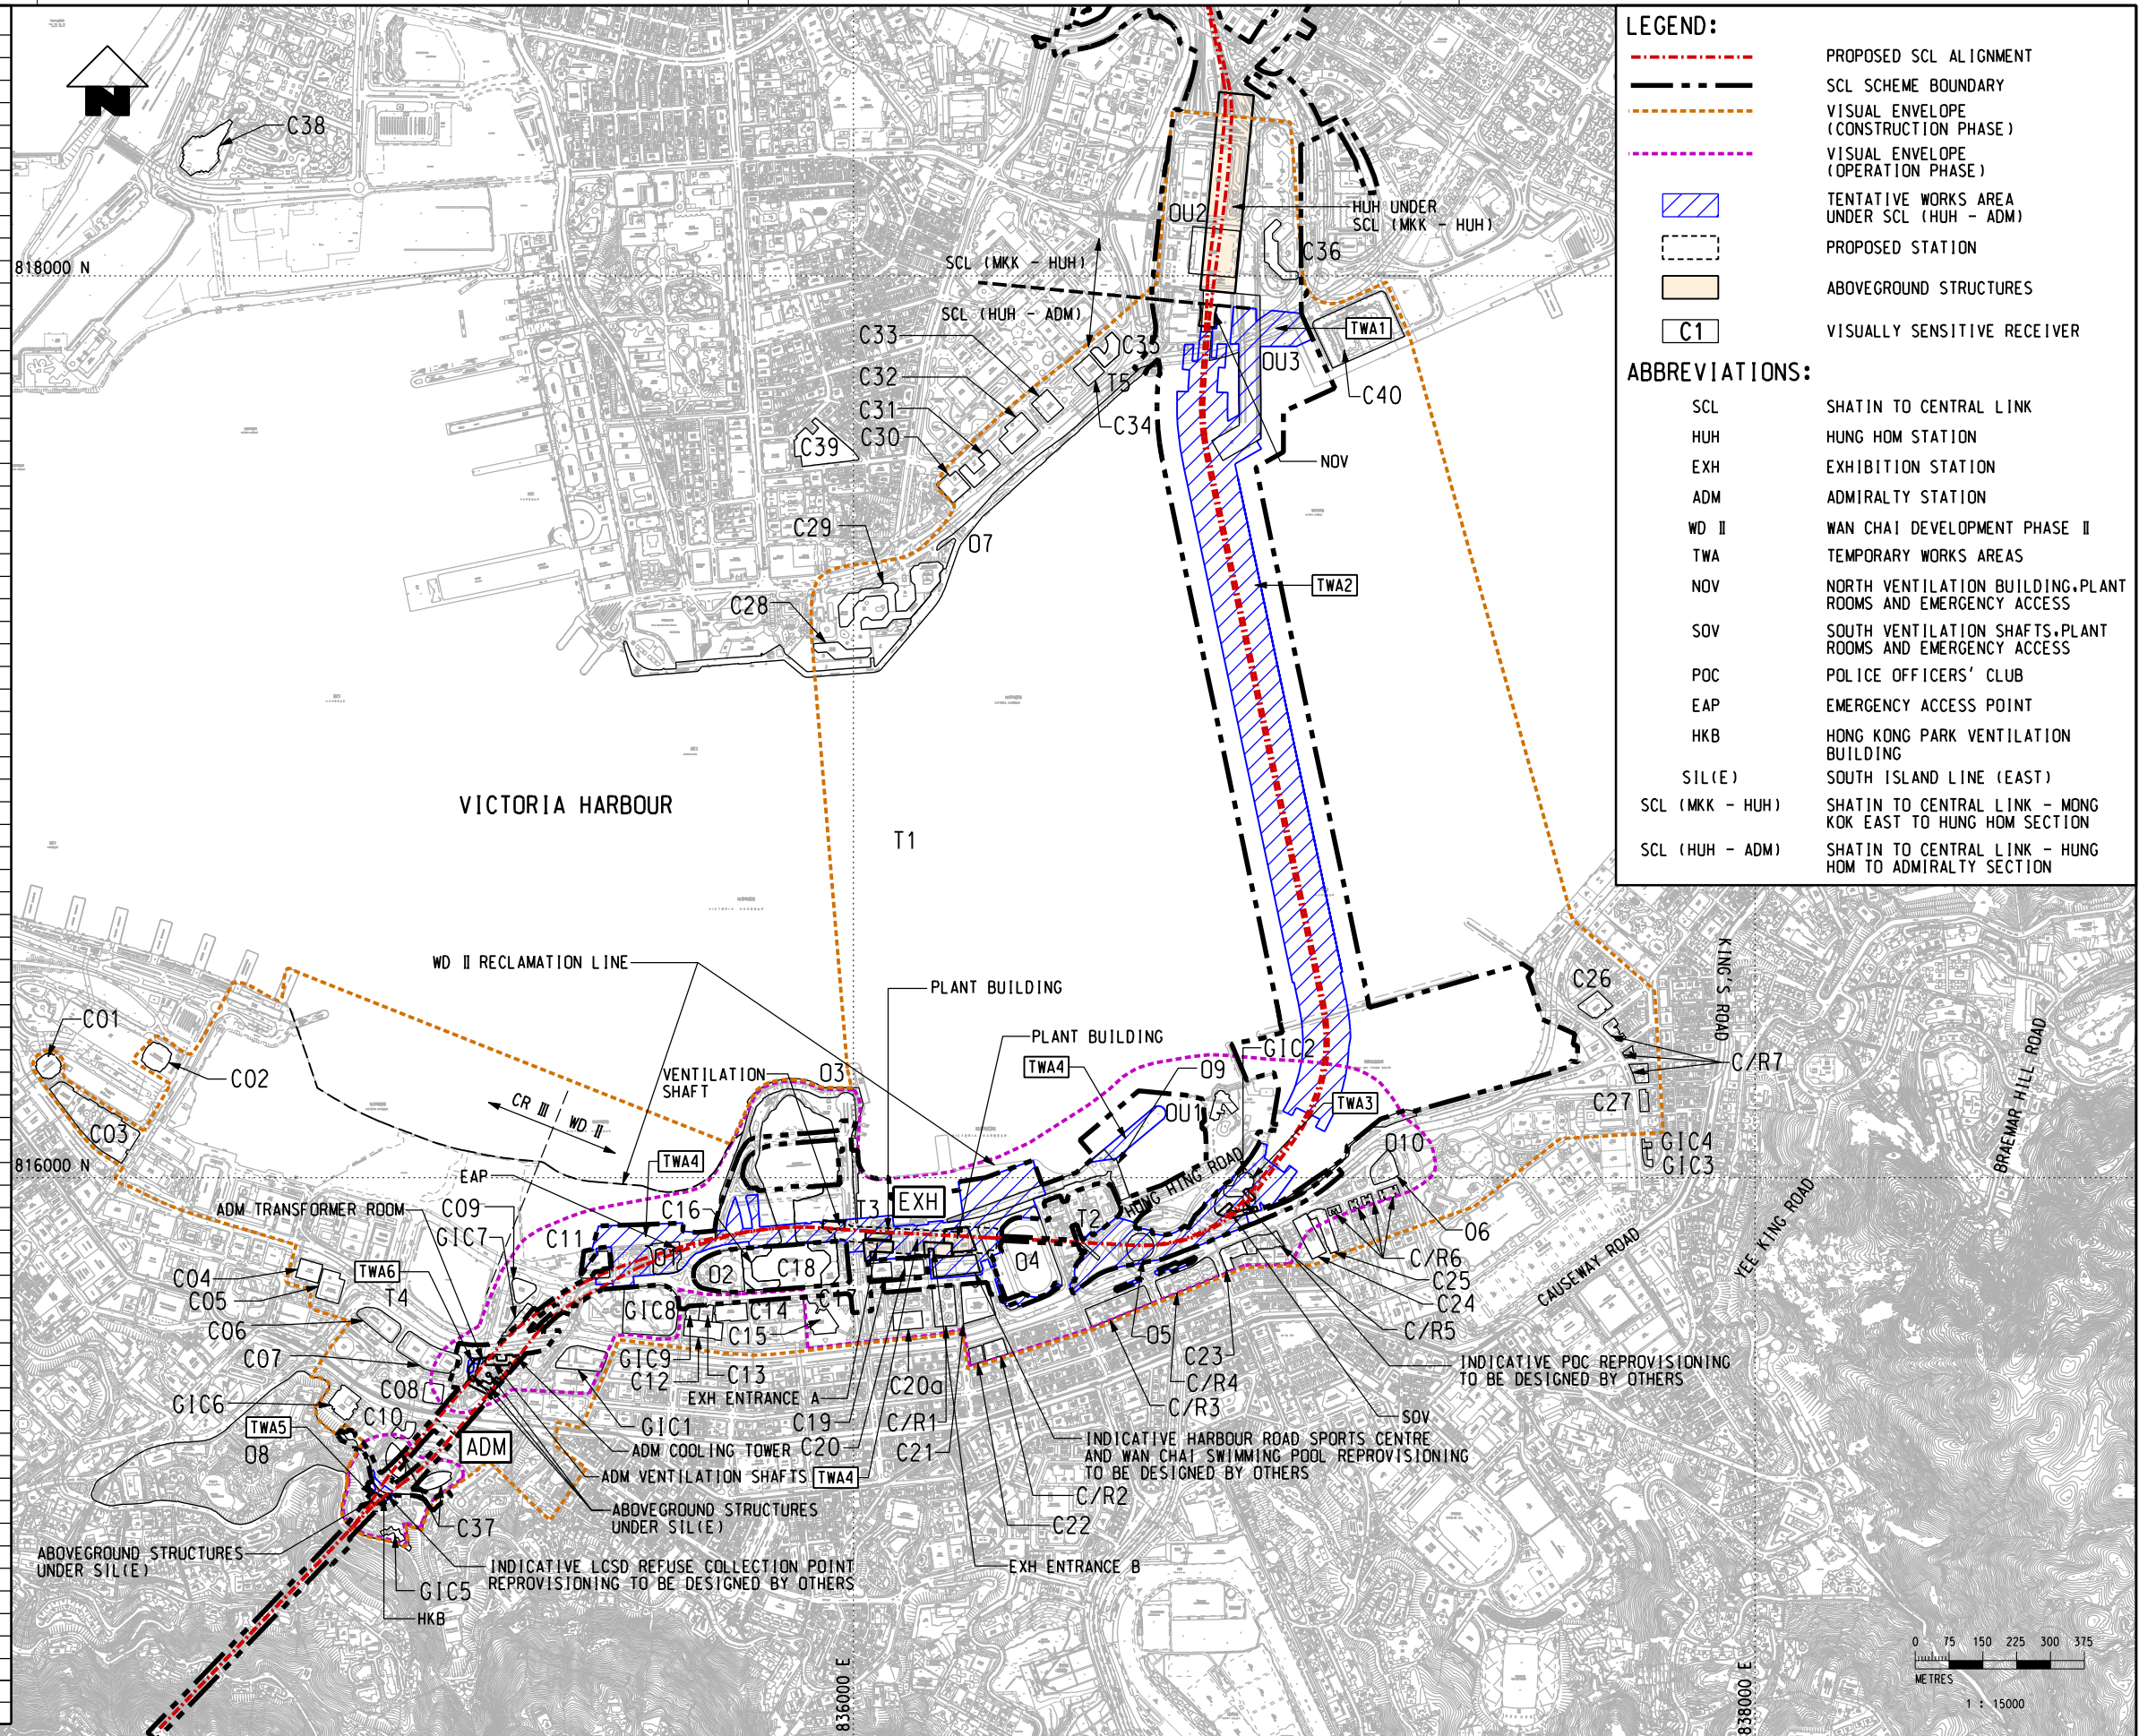 LEGEND:
PROPOSED SCL ALIGNMENT
SCL SCHEME BOUNDARY
VISUAL ENVELOPE
(CONSTRUCTION PHASE)
VISUAL ENVELOPE
(OPERATION PHASE)
TENTATIVE WORKS AREA
UNDER SCL (HUH - ADM)
PROPOSED STATION
ABOVEGROUND STRUCTURES
C1 VISUALLY SENSITIVE RECEIVER
ABBREVIATIONS:
SCL SHATIN TO CENTRAL LINK
HUH HUNG HOM STATION
EXH EXHIBITION STATION
ADM ADMIRALTY STATION
WD II WAN CHAI DEVELOPMENT PHASE II
TWA TEMPORARY WORKS AREAS
NOV NORTH VENTILATION BUILDING,PLANT
ROOMS AND EMERGENCY ACCESS
SOV SOUTH VENTILATION SHAFTS,PLANT
ROOMS AND EMERGENCY ACCESS
POC POLICE OFFICERS' CLUB
EAP EMERGENCY ACCESS POINT
HKB HONG KONG PARK VENTILATION
BUILDING
SIL(E) SOUTH ISLAND LINE (EAST)
SCL (MKK - HUH) SHATIN TO CENTRAL LINK - MONG
KOK EAST TO HUNG HOM SECTION
SCL (HUH - ADM) SHATIN TO CENTRAL LINK - HUNG
HOM TO ADMIRALTY SECTION
N
C38
OU2
HUH UNDER
SCL (MKK - HUH)
C36
818000 N
SCL (MKK - HUH)
SCL (HUH - ADM)
TWA1
C33
C35
OU3
C32
T5
C40
C31
C34
C30
C39
NOV
C29
O7
TWA2
C28
VICTORIA HARBOUR
T1
WD II RECLAMATION LINE
PLANT BUILDING
C26
KING'S ROAD
C01
PLANT BUILDING
GIC2
C/R7
C02
VENTILATION
SHAFT
O3
TWA4
O9
BRAEMAR HILL ROAD
CR III
WD II
OU1
TWA3
C27
C03
GIC4
GIC3
816000 N
TWA4
O10
EAP
HONG HING ROAD
ADM TRANSFORMER ROOM
C09
C16
T3
EXH
T2
YEE KING ROAD
GIC7
C11
O1
O6
C04
TWA6
O2
C18
O4
C/R6
CAUSEWAY ROAD
C05
T4
C25
C06
GIC8
C14
C24
C15
C/R5
C07
O5
GIC9
C13
C23
INDICATIVE POC REPROVISIONING
TO BE DESIGNED BY OTHERS
C08
C12
C20a
C/R4
GIC6
EXH ENTRANCE A
C/R3
C10
GIC1
C19
C/R1
SOV
TWA5
ADM
ADM COOLING TOWER
C20
C21
INDICATIVE HARBOUR ROAD SPORTS CENTRE
AND WAN CHAI SWIMMING POOL REPROVISIONING
TO BE DESIGNED BY OTHERS
O8
ADM VENTILATION SHAFTS
TWA4
C/R2
ABOVEGROUND STRUCTURES
UNDER SIL(E)
C22
C37
ABOVEGROUND STRUCTURES
UNDER SIL(E)
INDICATIVE LCSD REFUSE COLLECTION POINT
REPROVISIONING TO BE DESIGNED BY OTHERS
EXH ENTRANCE B
GIC5
HKB
836000 E
838000 E
0 75 150 225 300 375
METRES
1 : 15000